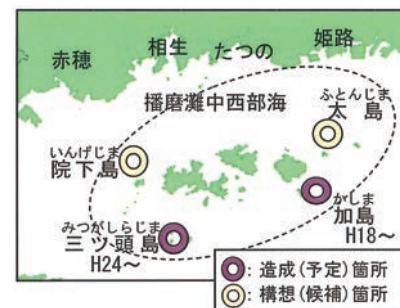 赤穂
相生
たつの
姫路
播磨灘中西部海
ふとんじま
太島
いんげじま
院下島
がしま
加島
H18～
みつがしらじま
三ツ頭島
H24～
：造成（予定）箇所
：構想（候補）箇所